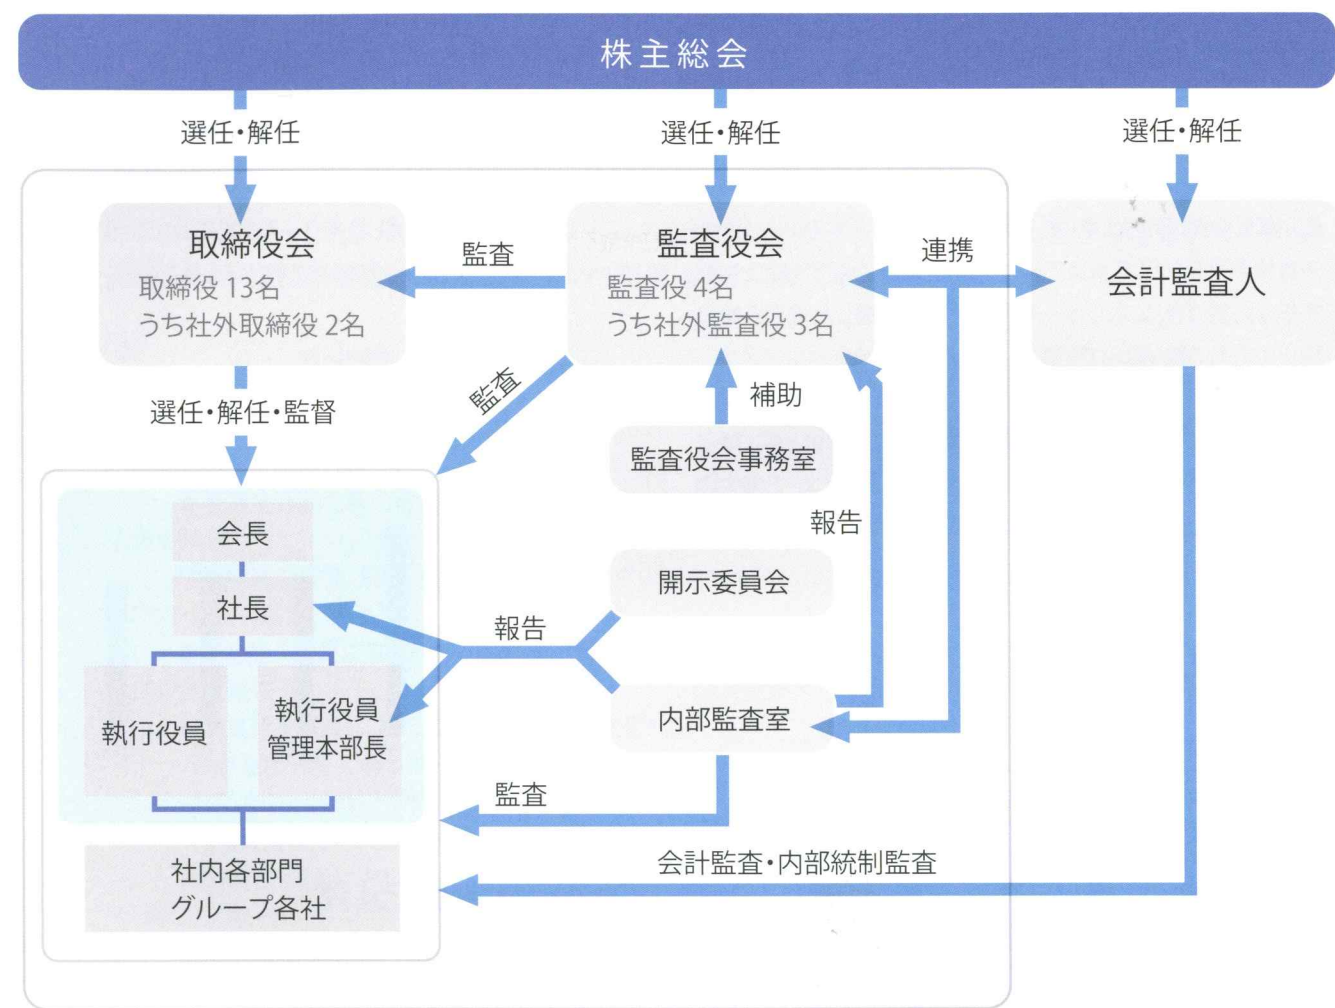 株主総会
選任・解任
選任・解任
選任・解任
取締役会
取締役 13名
うち社外取締役 2名
監査
監査役会
監査役 4名
うち社外監査役 3名
連携
会計監査人
選任・解任・監督
監査
補助
監査役会事務室
報告
会長
社長
開示委員会
報告
執行役員
執行役員
管理本部長
内部監査室
監査
社内各部門
グループ各社
会計監査・内部統制監査